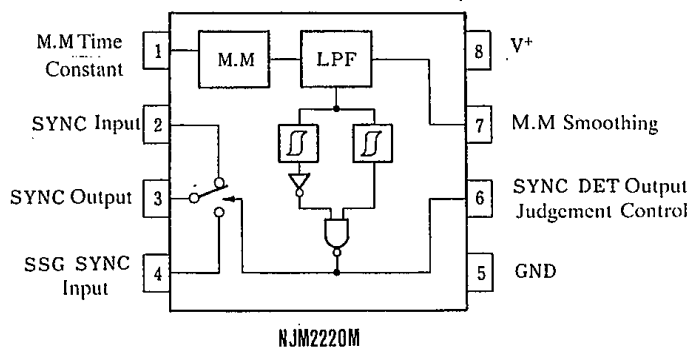 M.M Time
Constant
1
M.M
LPF
8
V+
SYNC Input
2
7
M.M Smoothing
SYNC Output
3
6
SYNC DET Output
Judgement Control
SSG SYNC
Input
4
5
GND
NJM2220M